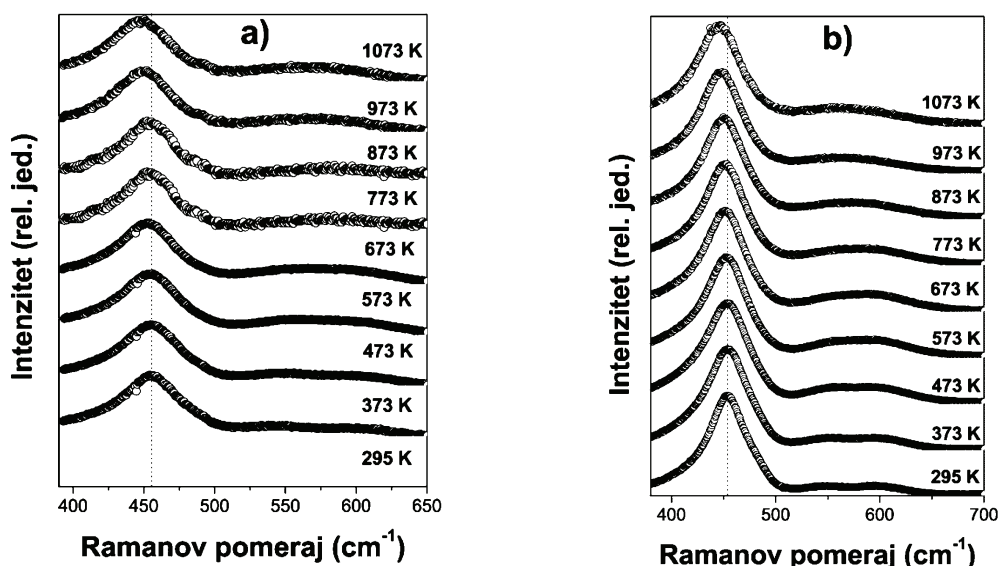 a)
1073 K
973 K
873 K
773 K
673 K
573 K
473 K
373 K
295 K
Intenzitet (rel. jed.)
400 450 500 550 600 650
Ramanov pomeraj (cm⁻¹)
b)
1073 K
973 K
873 K
773 K
673 K
573 K
473 K
373 K
295 K
Intenzitet (rel. jed.)
400 500 600 700
Ramanov pomeraj (cm⁻¹)